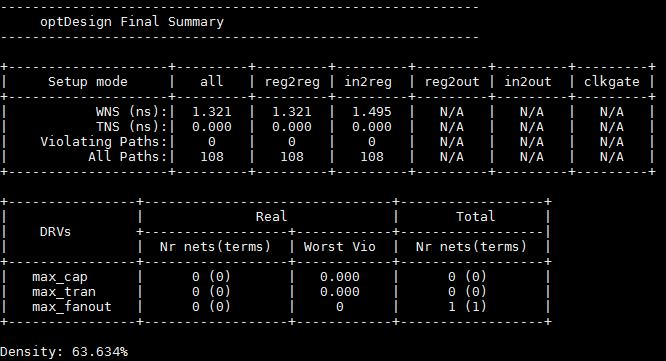 ------------------------------------------------------------
     optDesign Final Summary
------------------------------------------------------------

+--------------------+---------+---------+---------+---------+---------+---------+
|     Setup mode     |   all   | reg2reg | in2reg  | reg2out | in2out  | clkgate |
+--------------------+---------+---------+---------+---------+---------+---------+
|           WNS (ns):|  1.321  |  1.321  |  1.495  |   N/A   |   N/A   |   N/A   |
|           TNS (ns):|  0.000  |  0.000  |  0.000  |   N/A   |   N/A   |   N/A   |
|    Violating Paths:|    0    |    0    |    0    |   N/A   |   N/A   |   N/A   |
|          All Paths:|   108   |   108   |   108   |   N/A   |   N/A   |   N/A   |
+--------------------+---------+---------+---------+---------+---------+---------+

+----------------+-------------------------------+------------------+
|                |              Real             |       Total      |
|    DRVs        +------------------+------------+------------------|
|                |  Nr nets(terms)  | Worst Vio  |  Nr nets(terms)  |
+----------------+------------------+------------+------------------+
|   max_cap      |      0 (0)       |   0.000    |      0 (0)       |
|   max_tran     |      0 (0)       |   0.000    |      0 (0)       |
|   max_fanout   |      0 (0)       |     0      |      1 (1)       |
+----------------+------------------+------------+------------------+

Density: 63.634%